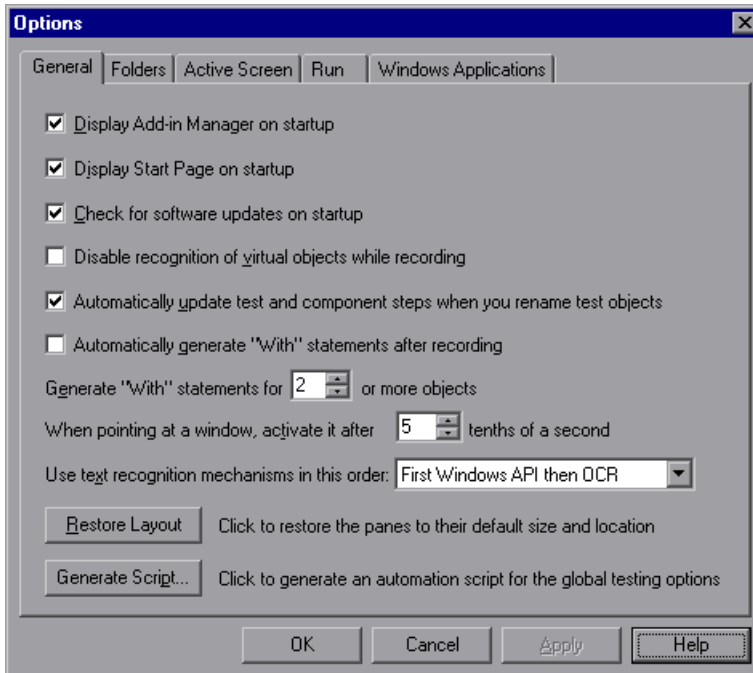 Options
General Folders Active Screen Run Windows Applications
Display Add-in Manager on startup
Display Start Page on startup
Check for software updates on startup
Disable recognition of virtual objects while recording
Automatically update test and component steps when you rename test objects
Automatically generate "With" statements after recording
Generate "With" statements for 2 or more objects
When pointing at a window, activate it after 5 tenths of a second
Use text recognition mechanisms in this order: First Windows API then OCR
Restore Layout Click to restore the panes to their default size and location
Generate Script... Click to generate an automation script for the global testing options
OK Cancel Apply Help